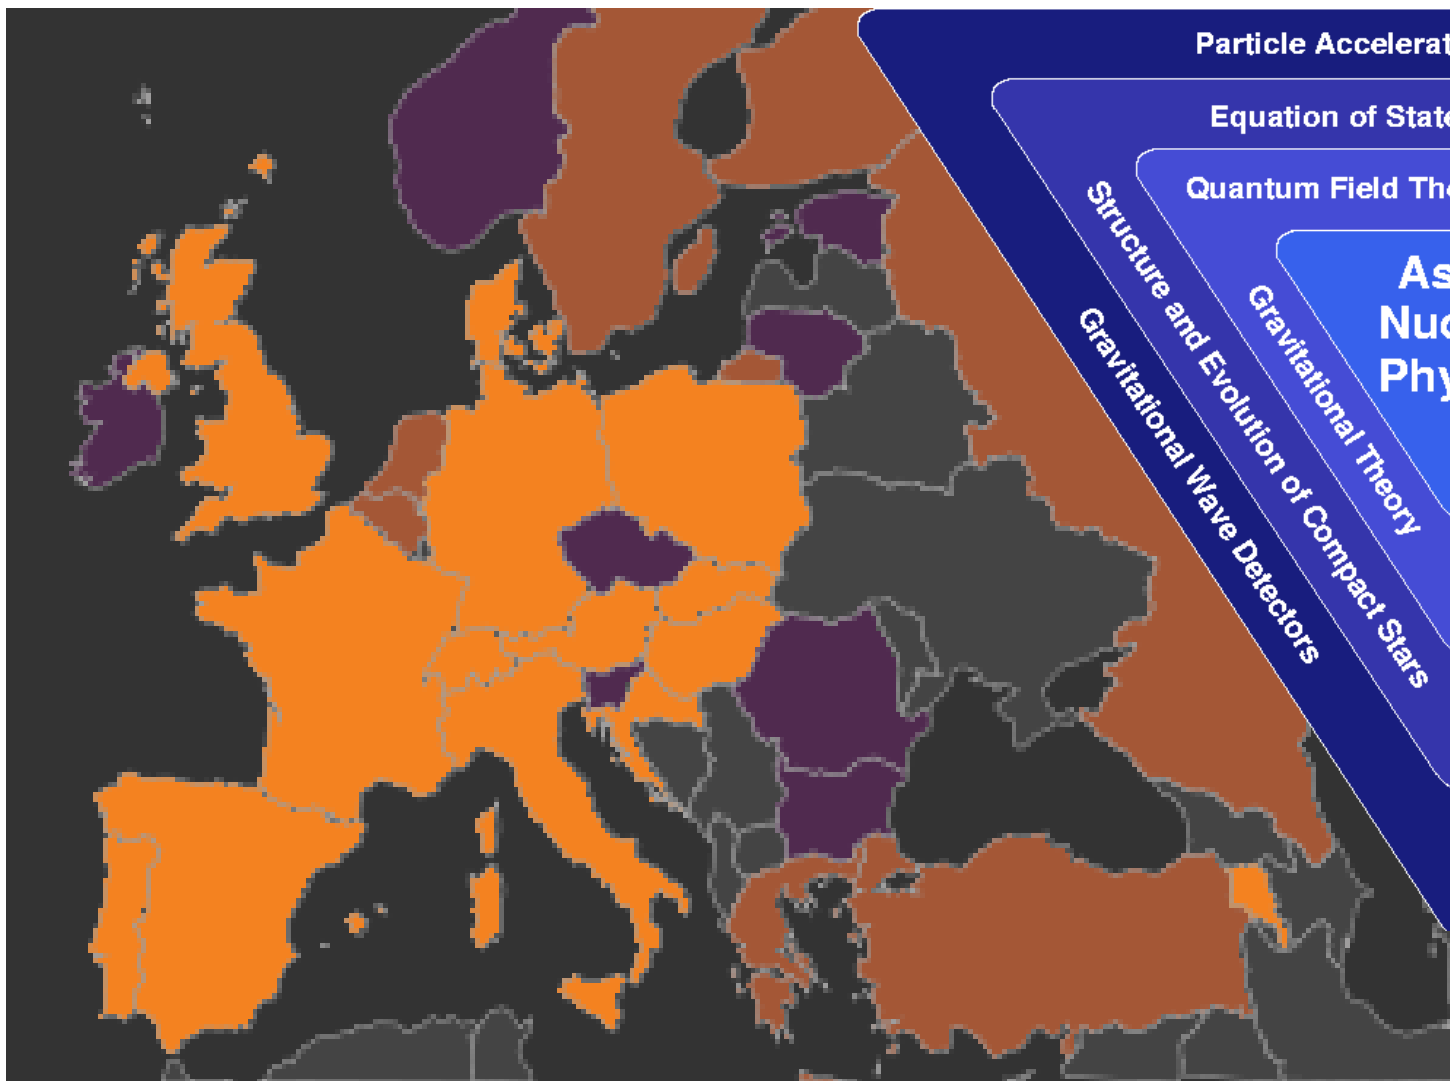 Particle Accelerat
Equation of State
Quantum Field The
As
Nuc
Phy
Gravitational Theory
Structure and Evolution of Compact Stars
Gravitational Wave Detectors